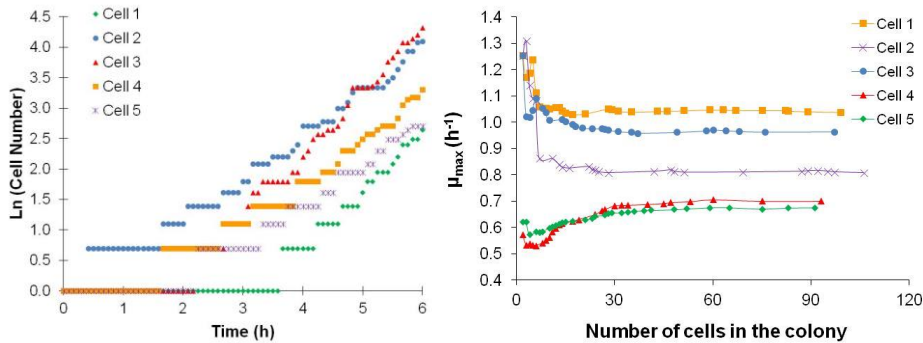 4.5
4.0
3.5
3.0
2.5
2.0
1.5
1.0
0.5
0.0
Ln (Cell Number)
Cell 1
Cell 2
Cell 3
Cell 4
Cell 5
0 1 2 3 4 5 6
Time (h)
1.4
1.3
1.2
1.1
1.0
0.9
0.8
0.7
0.6
0.5
0.4
μmax (h-1)
Cell 1
Cell 2
Cell 3
Cell 4
Cell 5
0 30 60 90 120
Number of cells in the colony